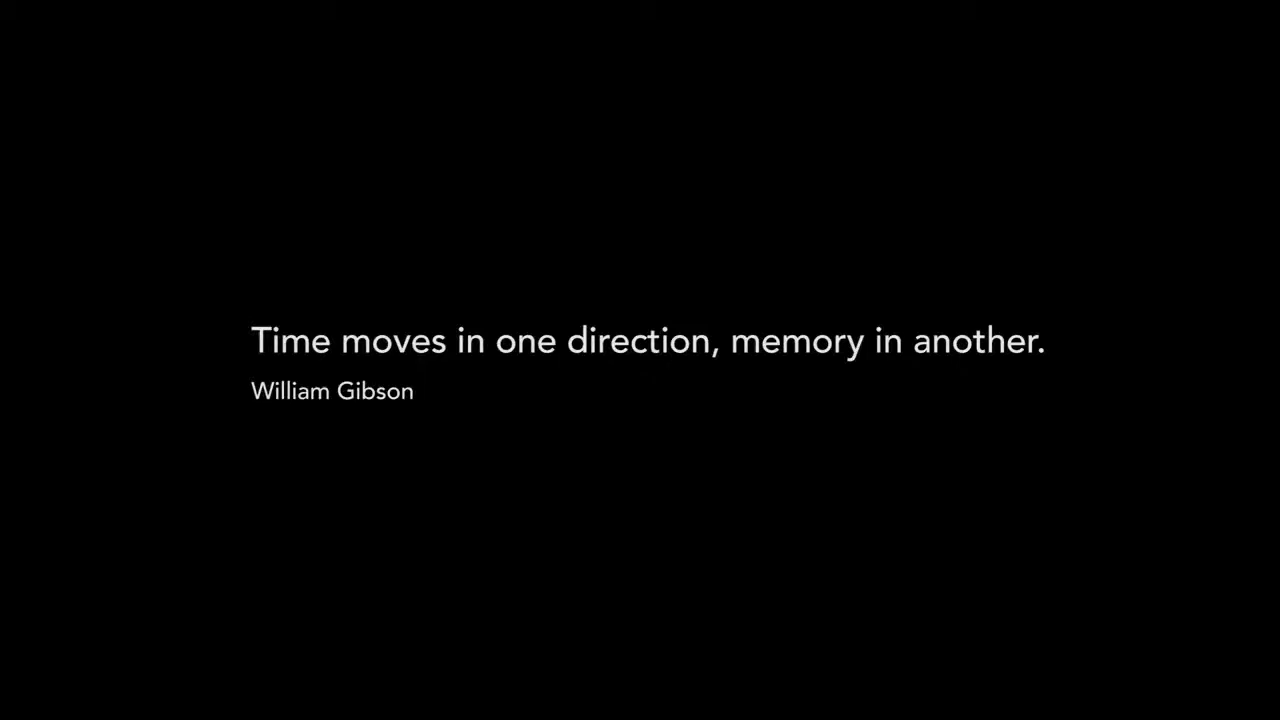 Time moves in one direction, memory in another.
William Gibson